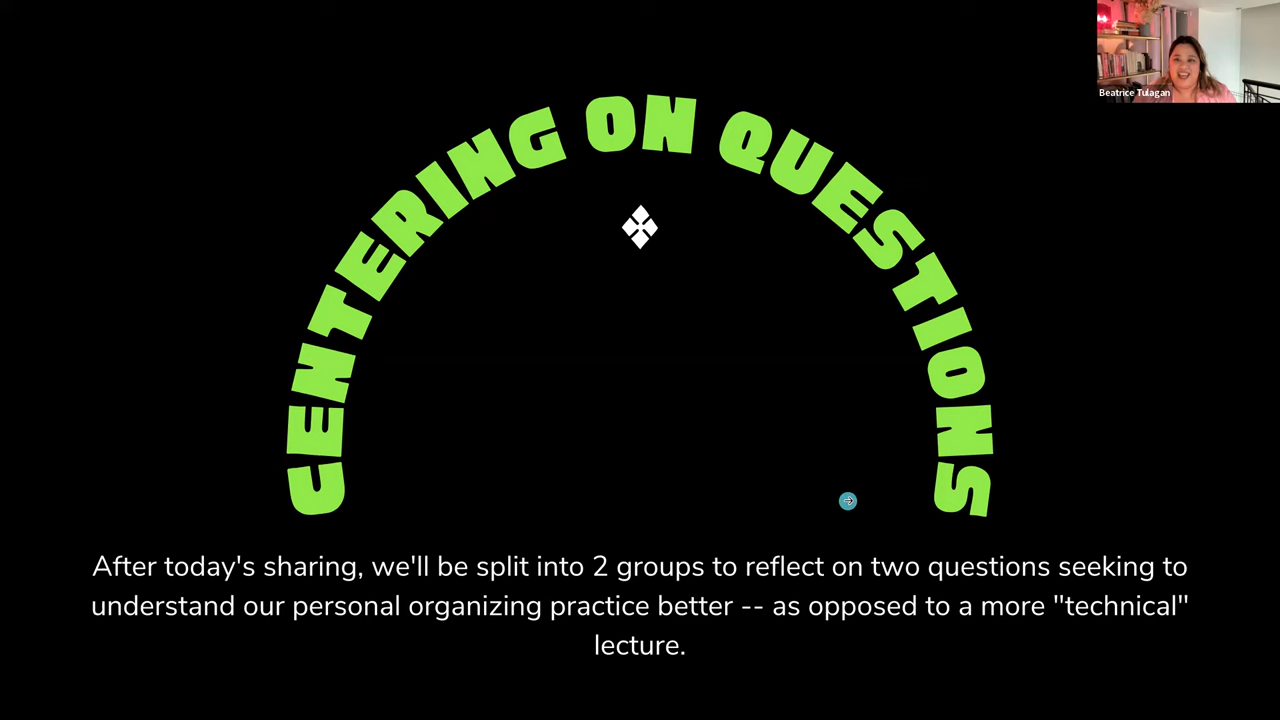 Beatrice Tulagan
CENTERING ON QUESTIONS
After today's sharing, we'll be split into 2 groups to reflect on two questions seeking to
understand our personal organizing practice better -- as opposed to a more "technical"
lecture.